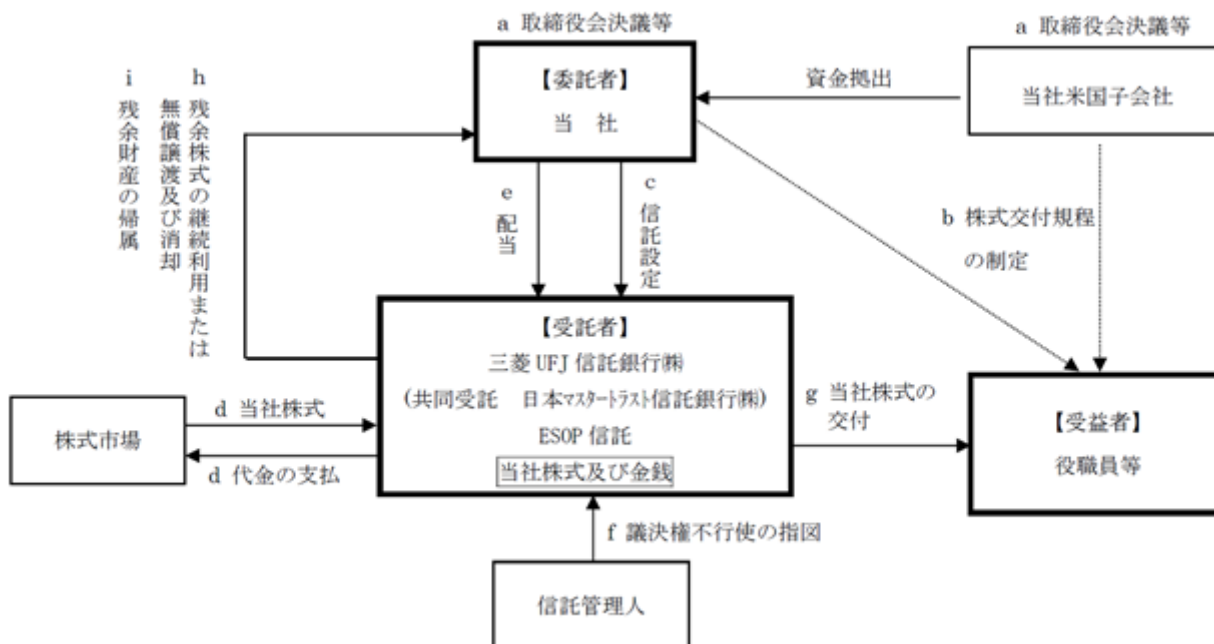 a 取締役会決議等
a 取締役会決議等
【委託者】
当 社
資金拠出
当社米国子会社
h 残余株式の継続利用または
無償譲渡及び消却
i 残余財産の帰属
e 配当
c 信託設定
b 株式交付規程
の制定
【受託者】
三菱 UFJ 信託銀行㈱
(共同受託 日本ﾏｽﾀｰﾄﾗｽﾄ信託銀行㈱)
ESOP 信託
当社株式及び金銭
株式市場
d 当社株式
d 代金の支払
g 当社株式の
交付
【受益者】
役職員等
f 議決権不行使の指図
信託管理人